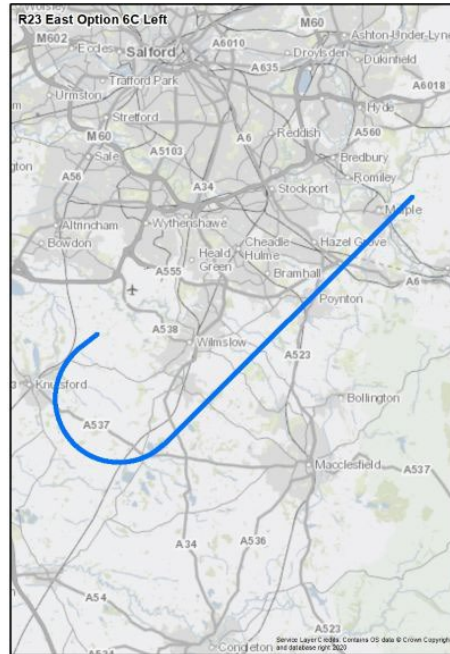 R23 East Option 6C Left
M60
Ashton-Under-Lyne
M602
Eccles
Salford
A6010
Droylsden
Dukinfield
Trafford Park
A635
Urmston
A6018
Stretford
Hyde
M60
Reddish
A560
Sale
A5103
A6
Bredbury
A56
A34
Romiley
Stockport
Altrincham
Wythenshawe
Marple
Bowdon
Heald
Green
Cheadle
Hulme
Hazel Grove
A555
Bramhall
A6
Poynton
A538
Wilmslow
A523
Knutsford
Bollington
A537
Macclesfield
A537
A34
A536
A54
A523
Congleton
Service Layer Credits: Contains OS data © Crown Copyright
and database right 2020